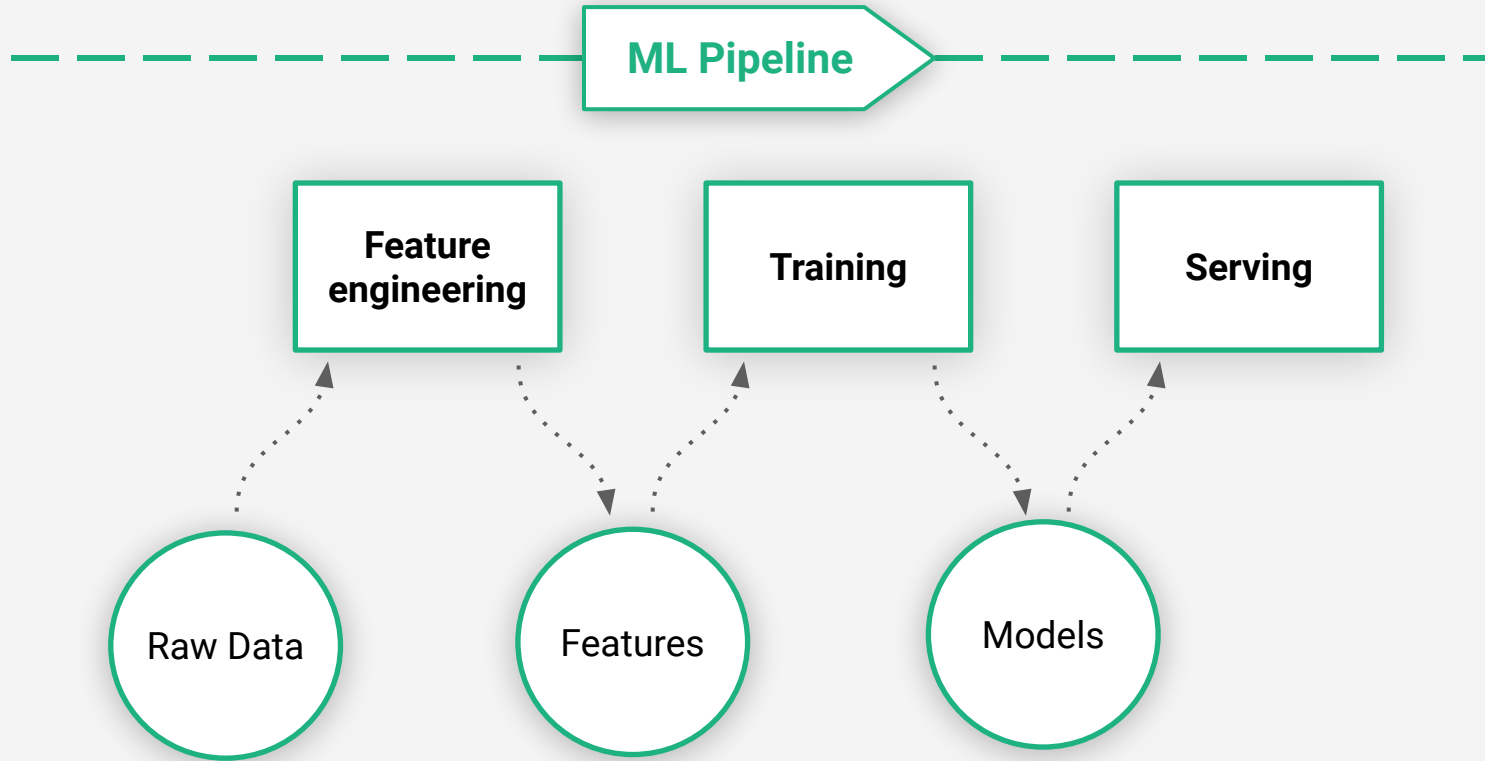 ML Pipeline
Feature
engineering
Training
Serving
Raw Data
Features
Models